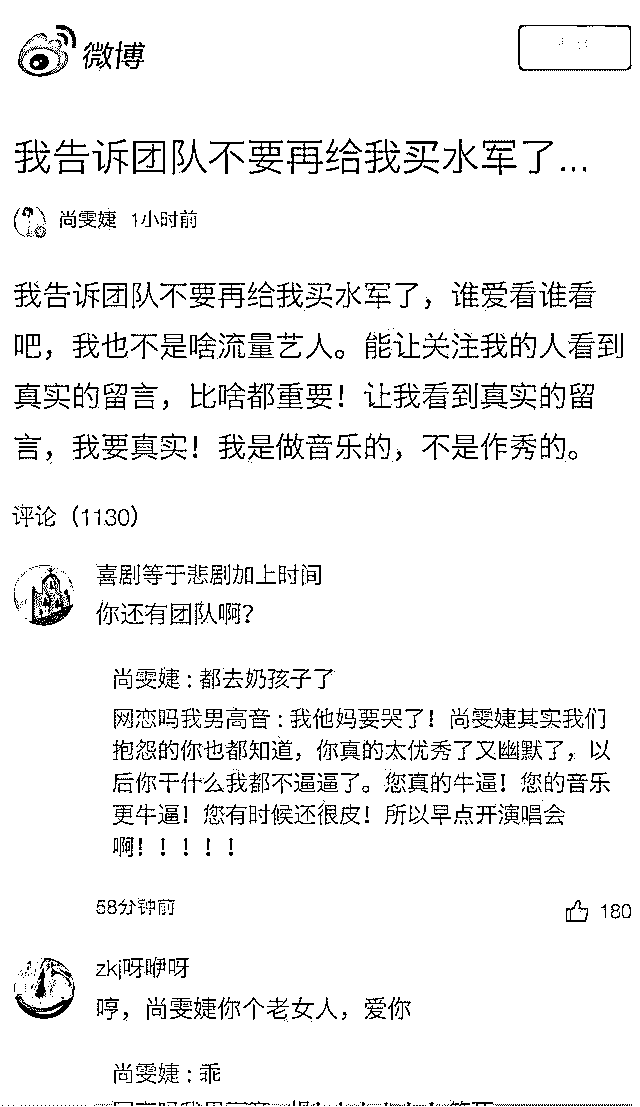 微博
我告诉团队不要再给我买水军了...
尚雯婕 1小时前
我告诉团队不要再给我买水军了，谁爱看谁看
吧，我也不是啥流量艺人。能让关注我的人看到
真实的留言，比啥都重要！让我看到真实的留
言，我要真实！我是做音乐的，不是作秀的。
评论（1130）
喜剧等于悲剧加上时间
你还有团队啊？
尚雯婕：都去奶孩子了
网恋吗我男高音：我他妈要哭了！尚雯婕其实我们
抱怨的你也都知道，你真的太优秀了又幽默了，以
后你干什么我都不逼逼了。您真的牛逼！您的音乐
更牛逼！您有时候还很皮！所以早点开演唱会
啊！！！！！
58分钟前 180
zkj呀咿呀
哼，尚雯婕你个老女人，爱你
尚雯婕：乖